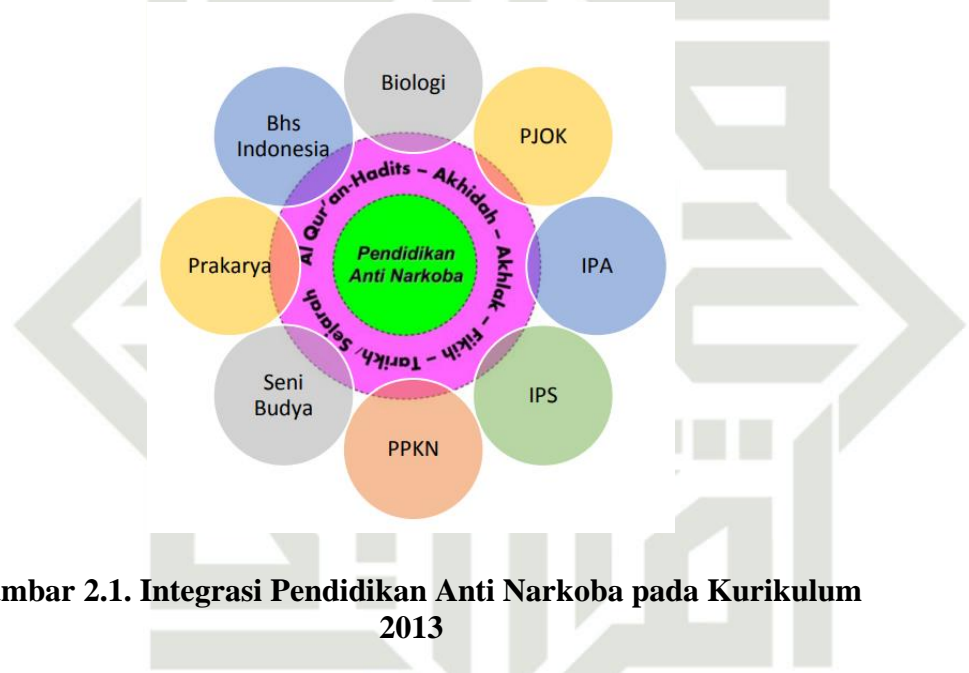 Biologi
PJOK
IPA
IPS
PPKN
Seni
Budya
Prakarya
Bhs
Indonesia
Al Qur'an-Hadits – Akhidah – Akhlak – Fikih – Tarikh/ Sejarah
Pendidikan
Anti Narkoba
mbar 2.1. Integrasi Pendidikan Anti Narkoba pada Kurikulum
2013